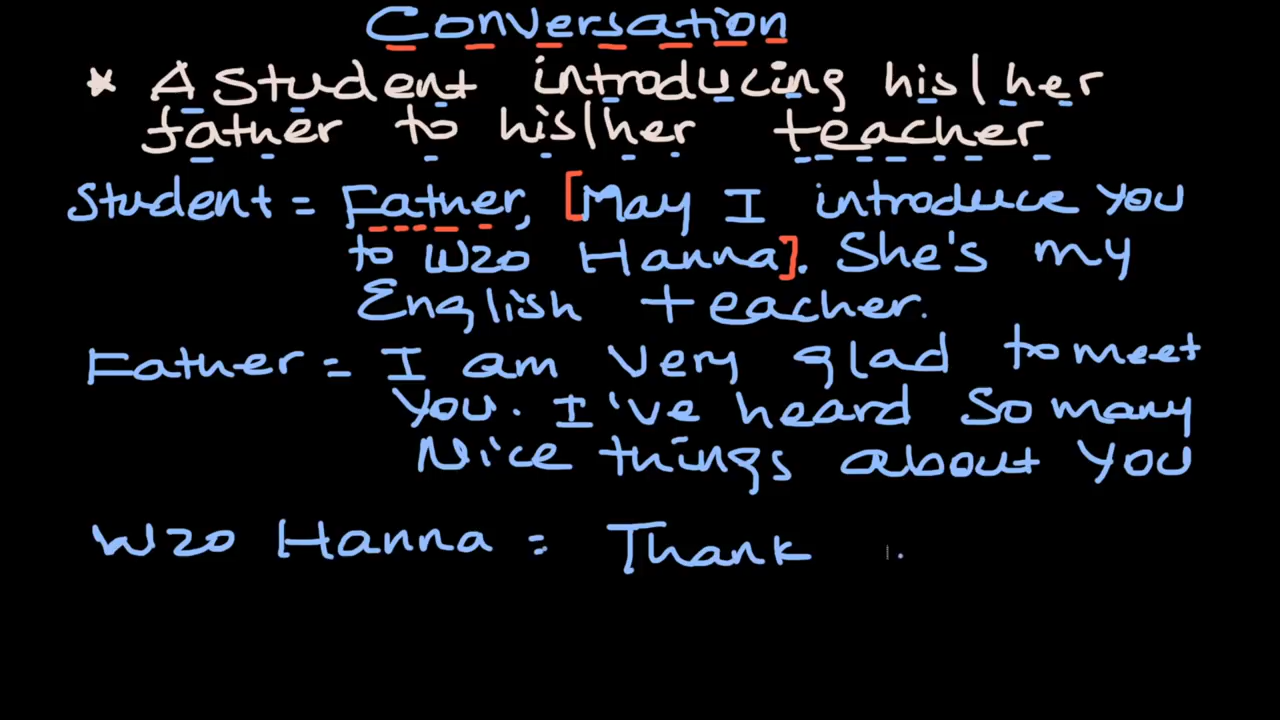 Conversation
* A student introducing his/her
father to his/her teacher
Student = Father, [May I introduce you
to W20 Hanna]. She's my
English teacher.
Father = I am very glad to meet
you. I've heard so many
Nice things about you
W20 Hanna = Thank